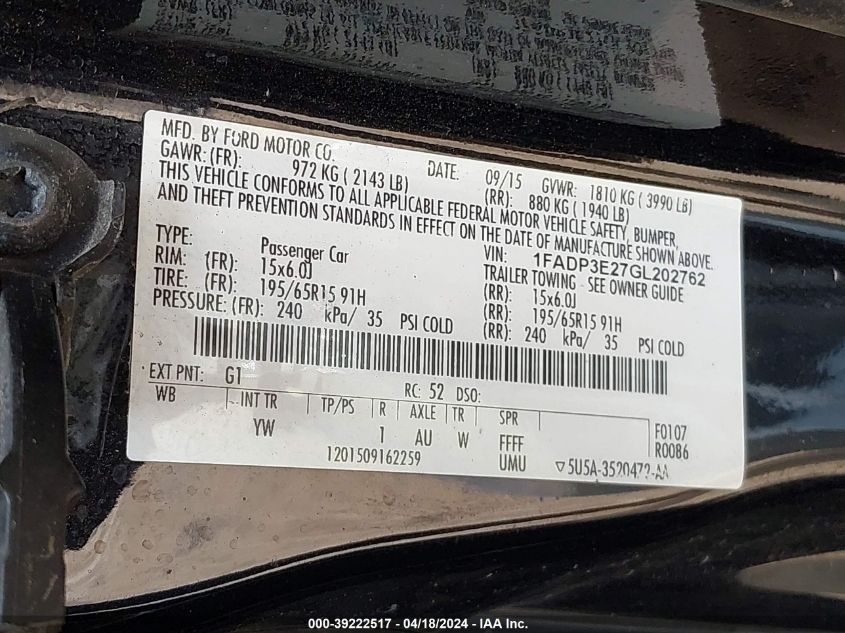 MFD. BY FORD MOTOR CO. DATE: 09/15 GVWR: 1810 KG ( 3990 LB)
GAWR: (FR): 972 KG ( 2143 LB) (RR): 880 KG ( 1940 LB)
THIS VEHICLE CONFORMS TO ALL APPLICABLE FEDERAL MOTOR VEHICLE SAFETY, BUMPER,
AND THEFT PREVENTION STANDARDS IN EFFECT ON THE DATE OF MANUFACTURE SHOWN ABOVE.
VIN: 1FADP3E27GL202762
TYPE: Passenger Car TRAILER TOWING - SEE OWNER GUIDE
RIM: (FR): 15x6.0J (RR): 15x6.0J
TIRE: (FR): 195/65R15 91H (RR): 195/65R15 91H
PRESSURE: (FR): 240 kPa/ 35 PSI COLD (RR): 240 kPa/ 35 PSI COLD
EXT PNT: G1 RC: 52 DSO:
WB INT TR TP/PS R AXLE TR SPR F0107
YW 1 AU W FFFF R0086
1201509162259 UMU ▽5U5A-3520472-AA
000-39222517 - 04/18/2024 - IAA Inc.